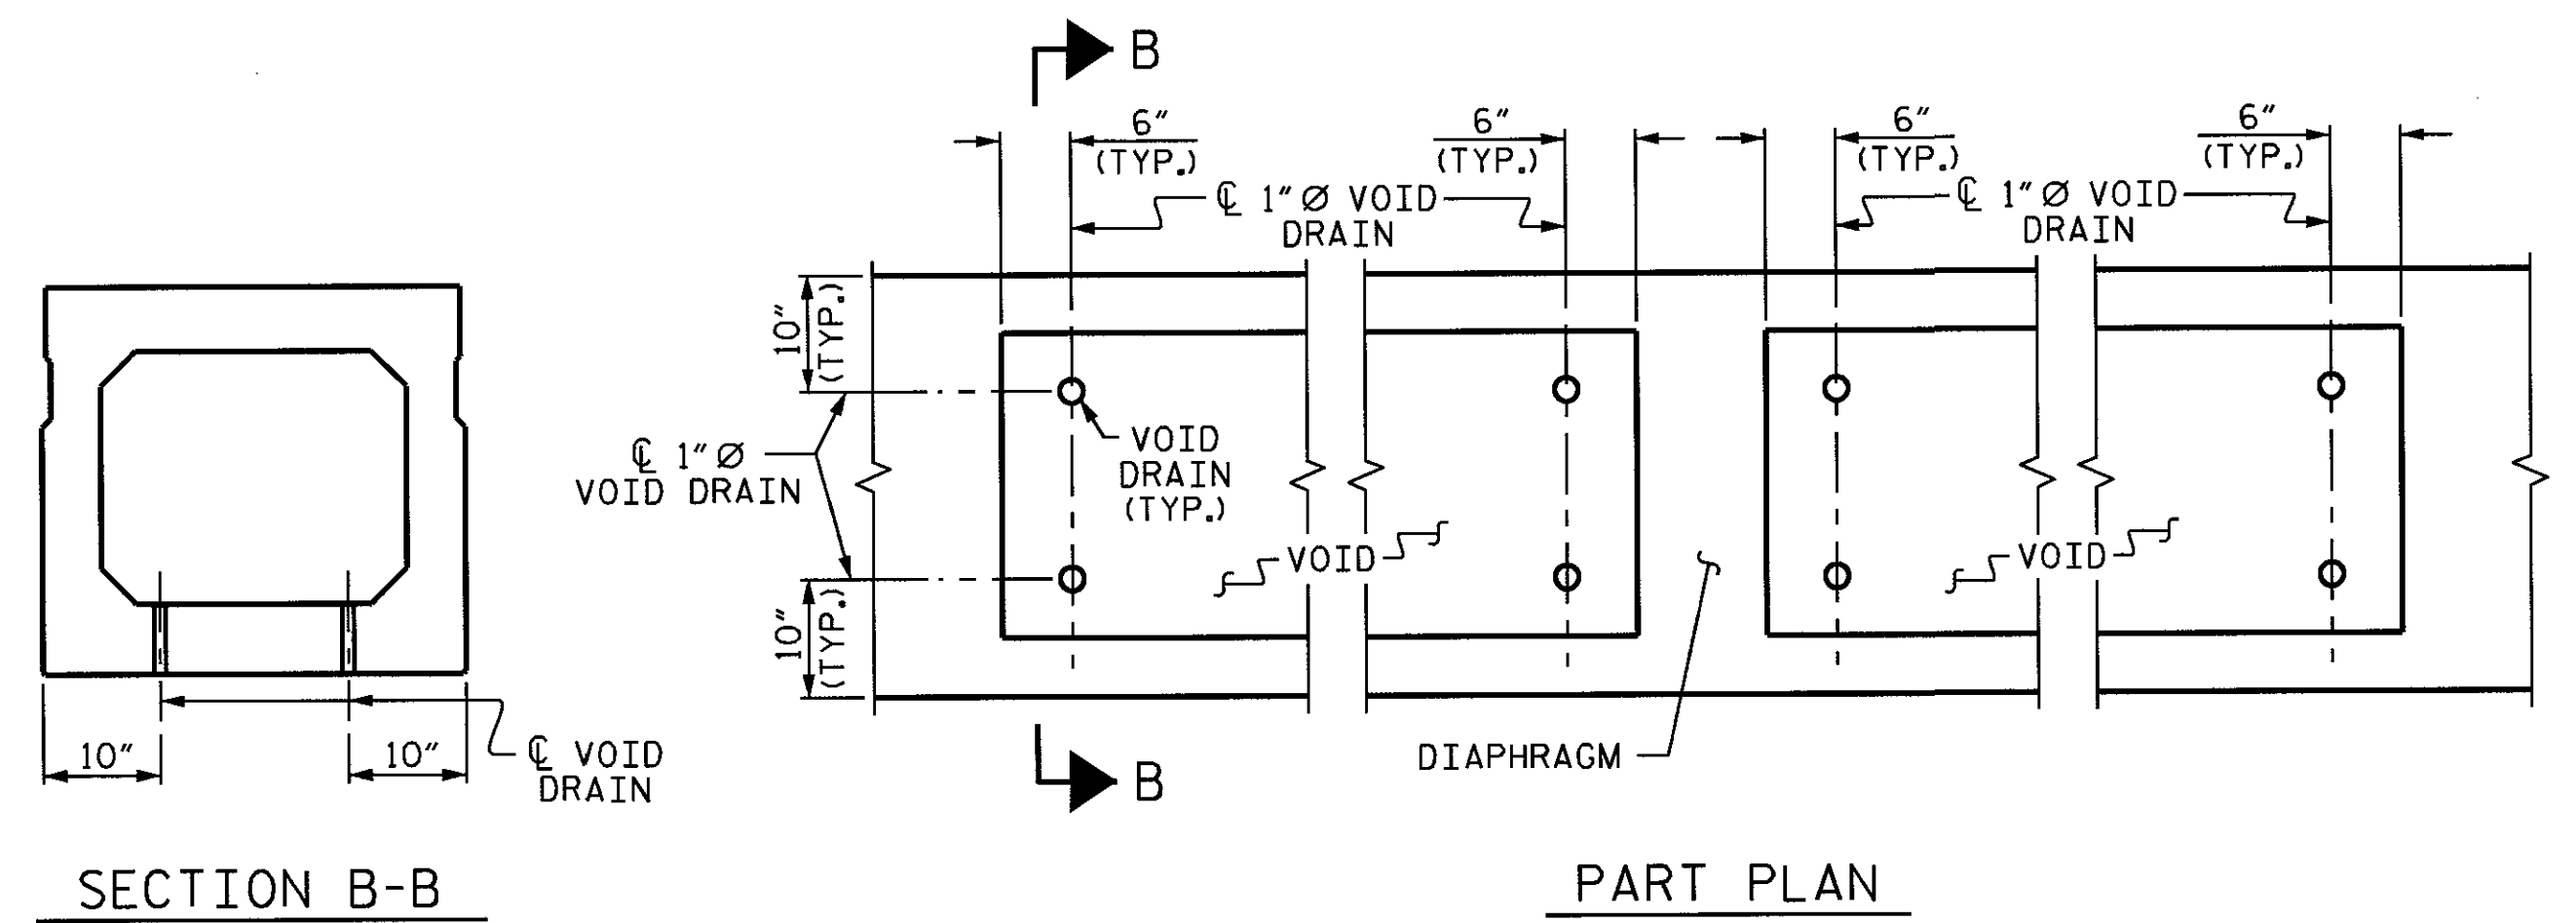 B
6"
(TYP.)
6"
(TYP.)
6"
(TYP.)
6"
(TYP.)
℄ 1"Ø VOID
DRAIN
℄ 1"Ø VOID
DRAIN
10"
(TYP.)
℄ 1"Ø
VOID DRAIN
VOID
DRAIN
(TYP.)
VOID
VOID
10"
(TYP.)
10"
10"
℄ VOID
DRAIN
DIAPHRAGM
B
SECTION B-B
PART PLAN